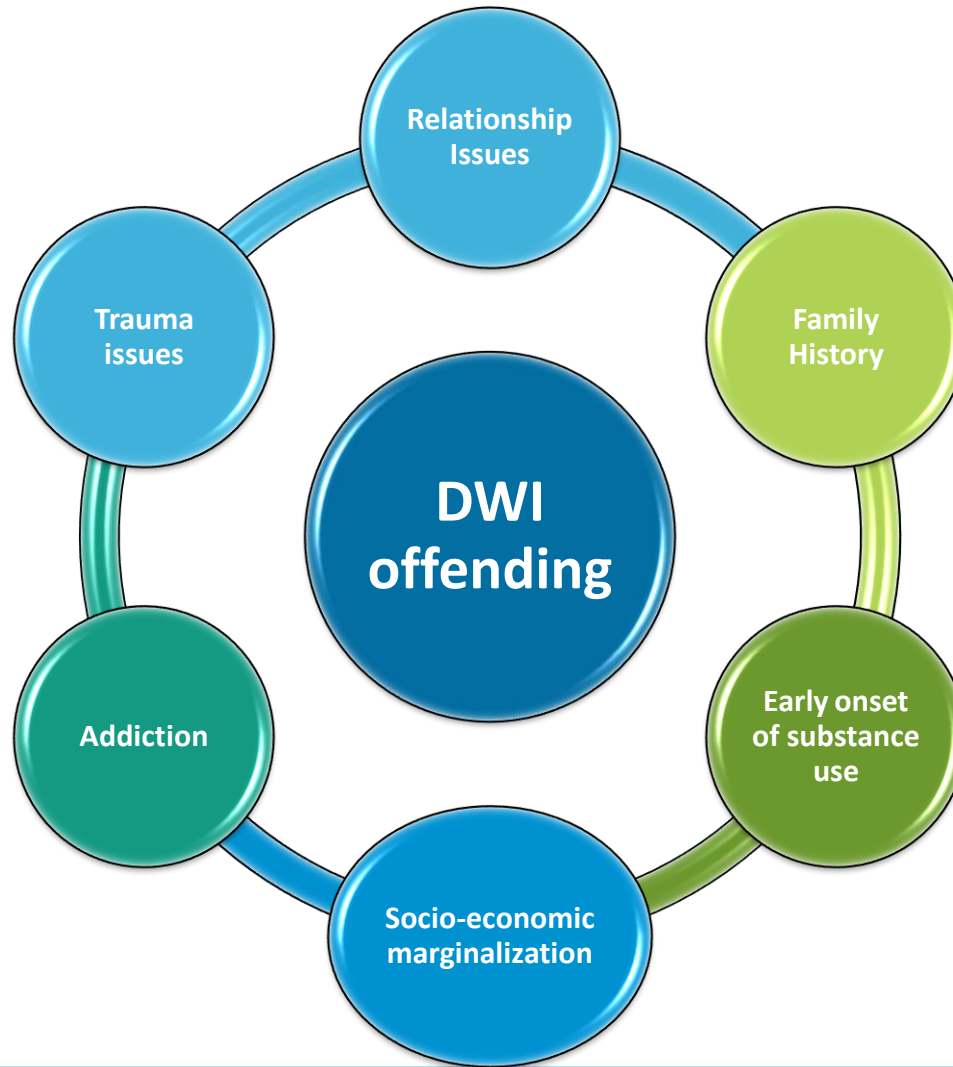 Relationship
Issues
Family
History
Early onset
of substance
use
Socio-economic
marginalization
Addiction
Trauma
issues
DWI
offending